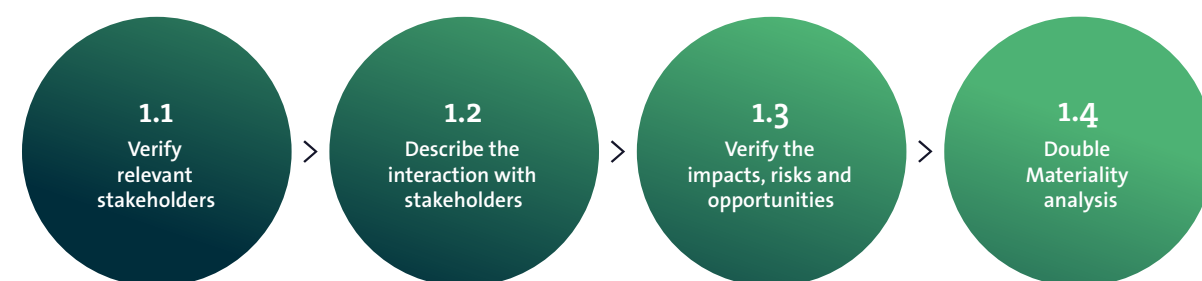 1.1
Verify
relevant
stakeholders
>
1.2
Describe the
interaction with
stakeholders
>
1.3
Verify the
impacts, risks and
opportunities
>
1.4
Double
Materiality
analysis